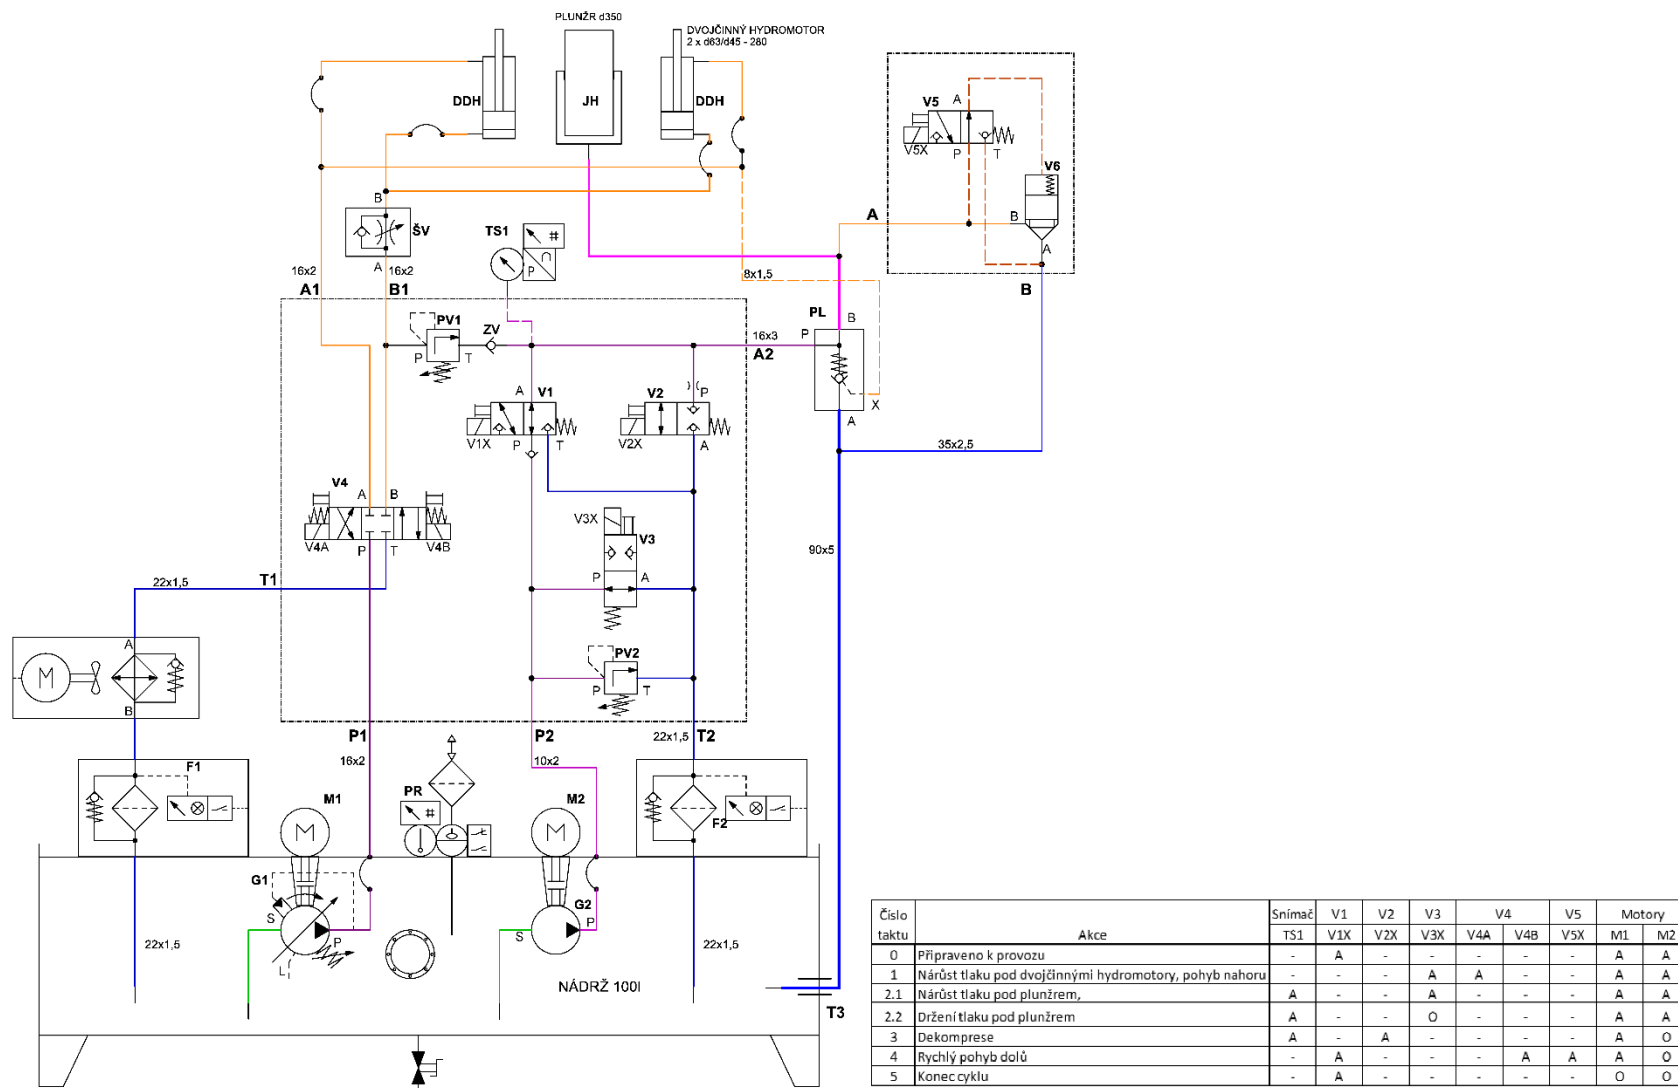 PLUNŽR d350
DVOJČINNÝ HYDROMOTOR
2 x d63/d45 - 280
DDH
JH
DDH
V5
A
V5X
P
T
V6
B
A
A
B
B
ŠV
A
TS1
#
P
16x2
16x2
A1
B1
8x1,5
PV1
P
T
ZV
16x3
A2
PL
P
B
X
A
A
V1
V1X
P
T
V2
P
V2X
A
35x2,5
V4
A
B
V4A
P
T
V4B
V3X
V3
P
A
90x5
22x1,5
T1
PV2
P
T
A
M
B
P1
16x2
P2
10x2
22x1,5
T2
F1
M1
M
PR
#
M2
M
F2
G1
S
P
L
G2
S
P
22x1,5
22x1,5
NÁDRŽ 100l
T3
Číslo taktu | Akce | Snímač | V1 | V2 | V3 | V4 | V5 | Motory
TS1 | V1X | V2X | V3X | V4A | V4B | V5X | M1 | M2
0 | Připraveno k provozu | - | A | - | - | - | - | - | A | A
1 | Nárůst tlaku pod dvojčinnými hydromotory, pohyb nahoru | - | - | - | A | A | - | - | A | A
2.1 | Nárůst tlaku pod plunžrem, | A | - | - | A | - | - | - | A | A
2.2 | Držení tlaku pod plunžrem | A | - | - | O | - | - | - | A | A
3 | Dekomprese | A | - | A | - | - | - | - | A | O
4 | Rychlý pohyb dolů | - | A | - | - | - | A | A | A | O
5 | Konec cyklu | - | A | - | - | - | - | - | O | O